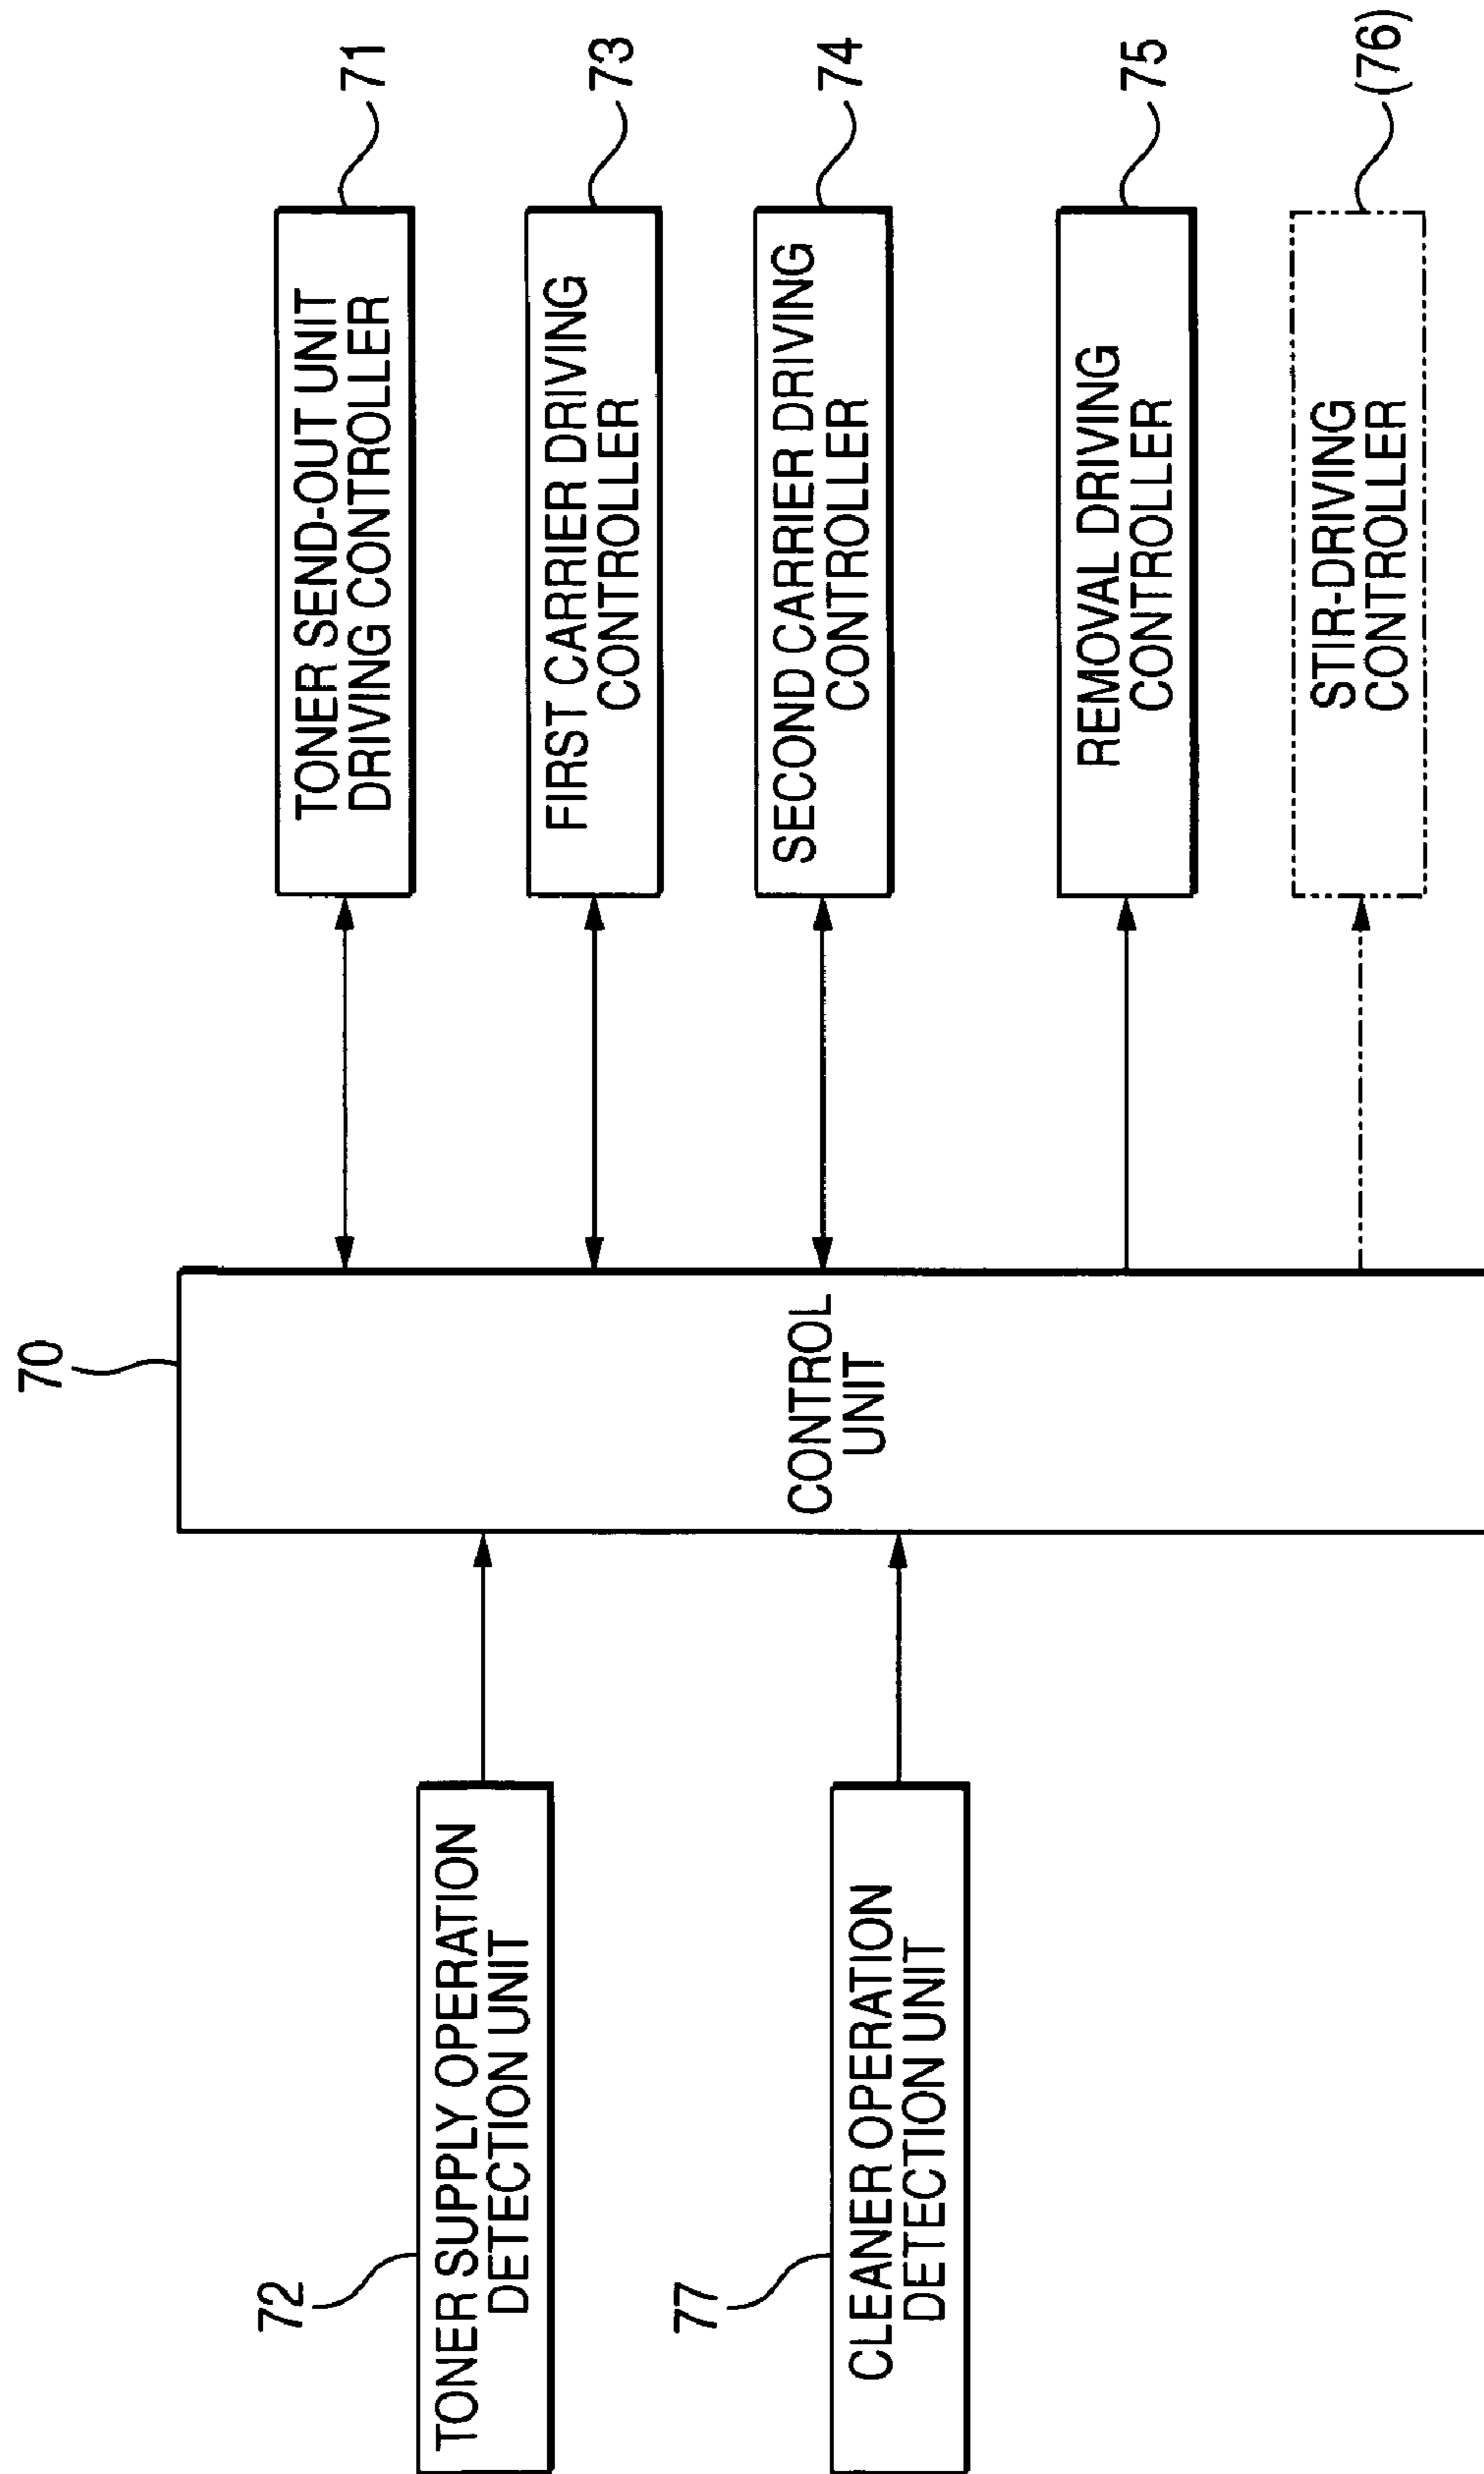 70
72
TONER SUPPLY OPERATION
DETECTION UNIT
77
CLEANER OPERATION
DETECTION UNIT
CONTROL
UNIT
TONER SEND-OUT UNIT
DRIVING CONTROLLER
71
FIRST CARRIER DRIVING
CONTROLLER
73
SECOND CARRIER DRIVING
CONTROLLER
74
REMOVAL DRIVING
CONTROLLER
75
STIR-DRIVING
CONTROLLER
(76)